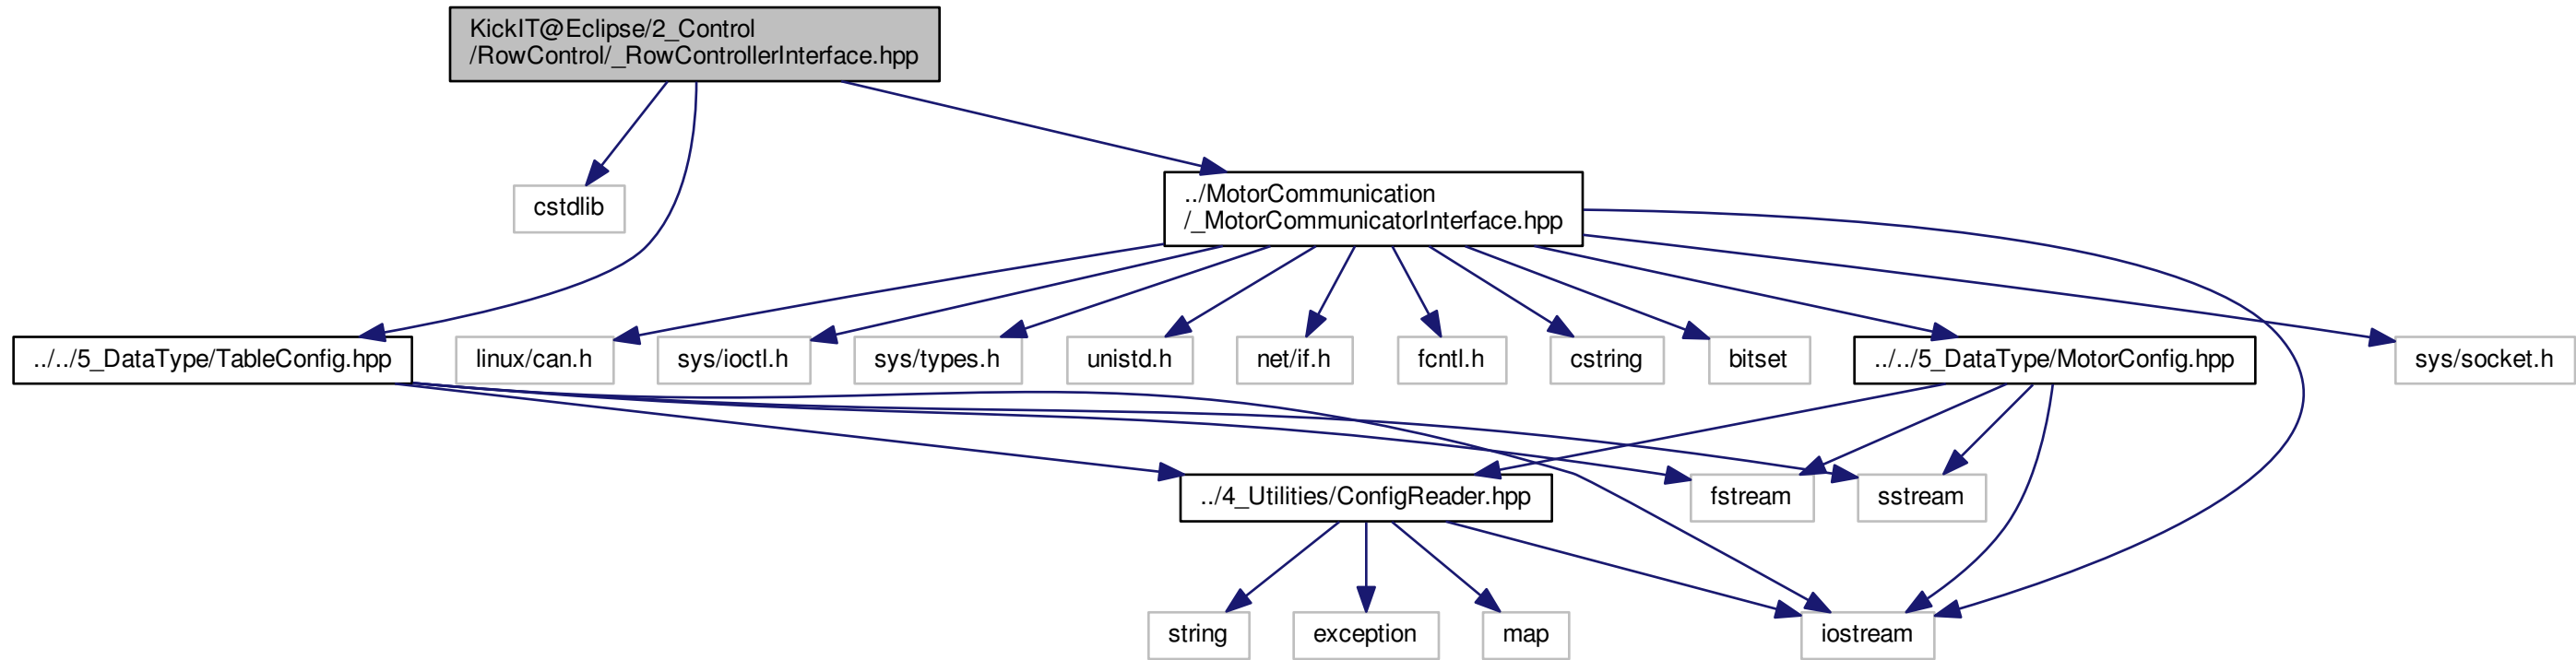 KickIT@Eclipse/2_Control
/RowControl/_RowControllerInterface.hpp
cstdlib
../MotorCommunication
/_MotorCommunicatorInterface.hpp
../../5_DataType/TableConfig.hpp
linux/can.h
sys/ioctl.h
sys/types.h
unistd.h
net/if.h
fcntl.h
cstring
bitset
../../5_DataType/MotorConfig.hpp
sys/socket.h
../4_Utilities/ConfigReader.hpp
fstream
sstream
string
exception
map
iostream